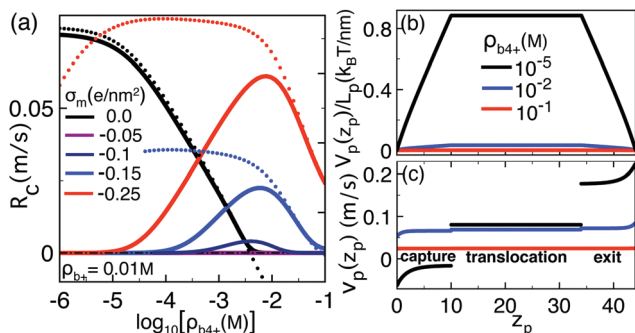 (a)
R_C(m/s)
0.05
0
σ_m(e/nm²)
0.0
-0.05
-0.1
-0.15
-0.25
ρ_b+ = 0.01M
-6 -5 -4 -3 -2 -1
log₁₀[ρ_b4+(M)]
(b)
V_p(z_p)/L_p(k_BT/nm)
0.8
0.4
0
ρ_b4+(M)
10⁻⁵
10⁻²
10⁻¹
(c)
v_p(z_p) (m/s)
0.2
0.1
0
capture translocation exit
0 10 20 30 40
z_p